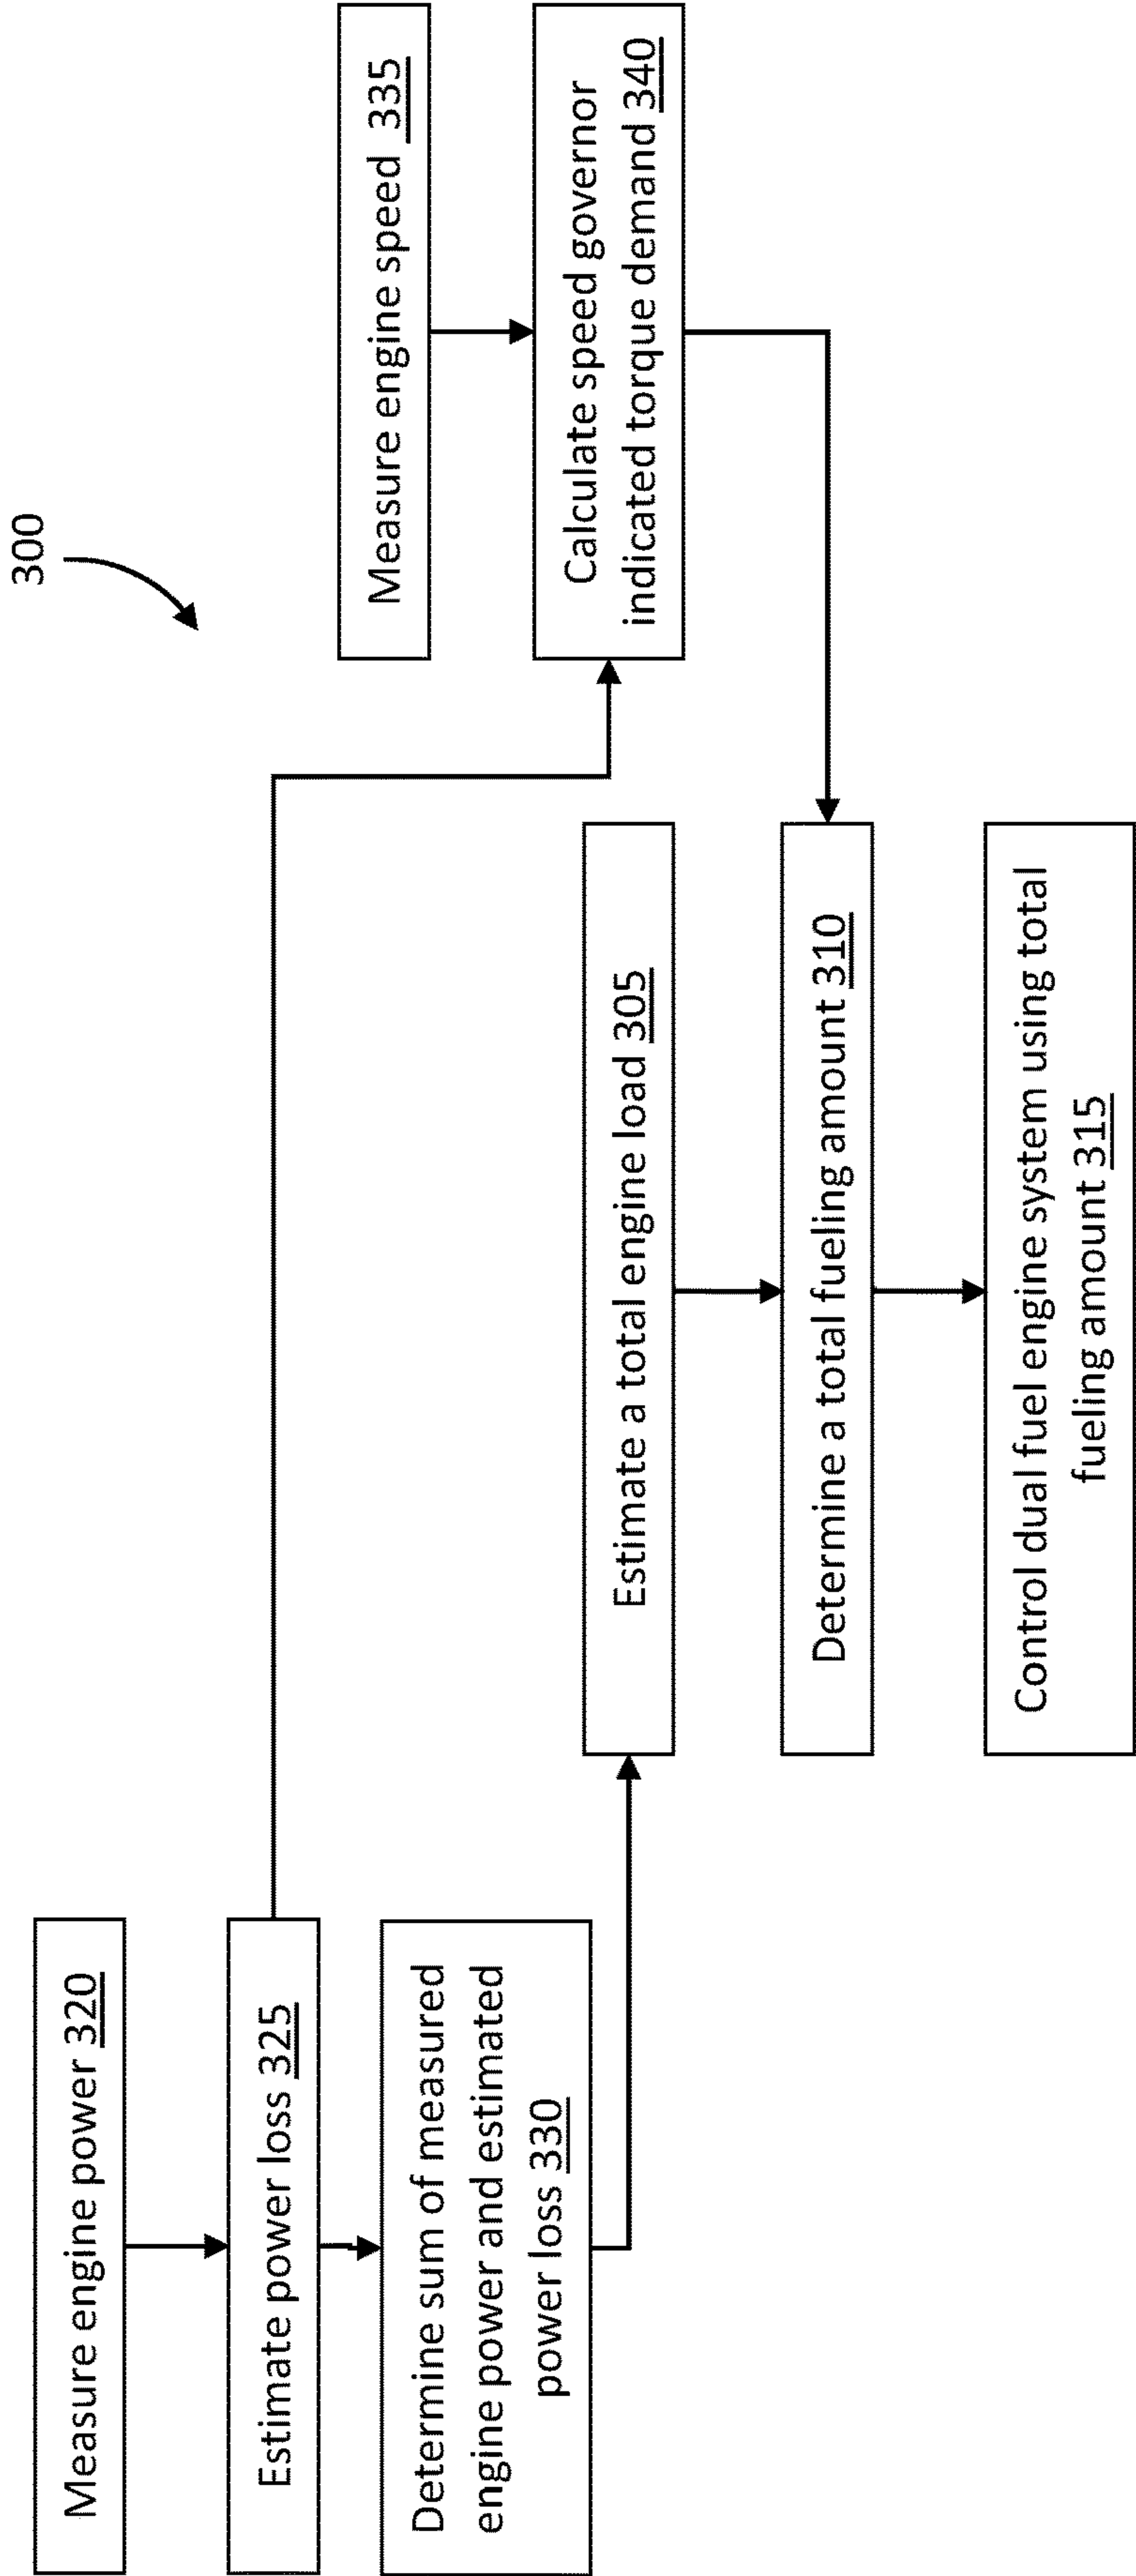 300
Measure engine power 320
Estimate power loss 325
Determine sum of measured
engine power and estimated
power loss 330
Estimate a total engine load 305
Determine a total fueling amount 310
Control dual fuel engine system using total
fueling amount 315
Measure engine speed 335
Calculate speed governor
indicated torque demand 340